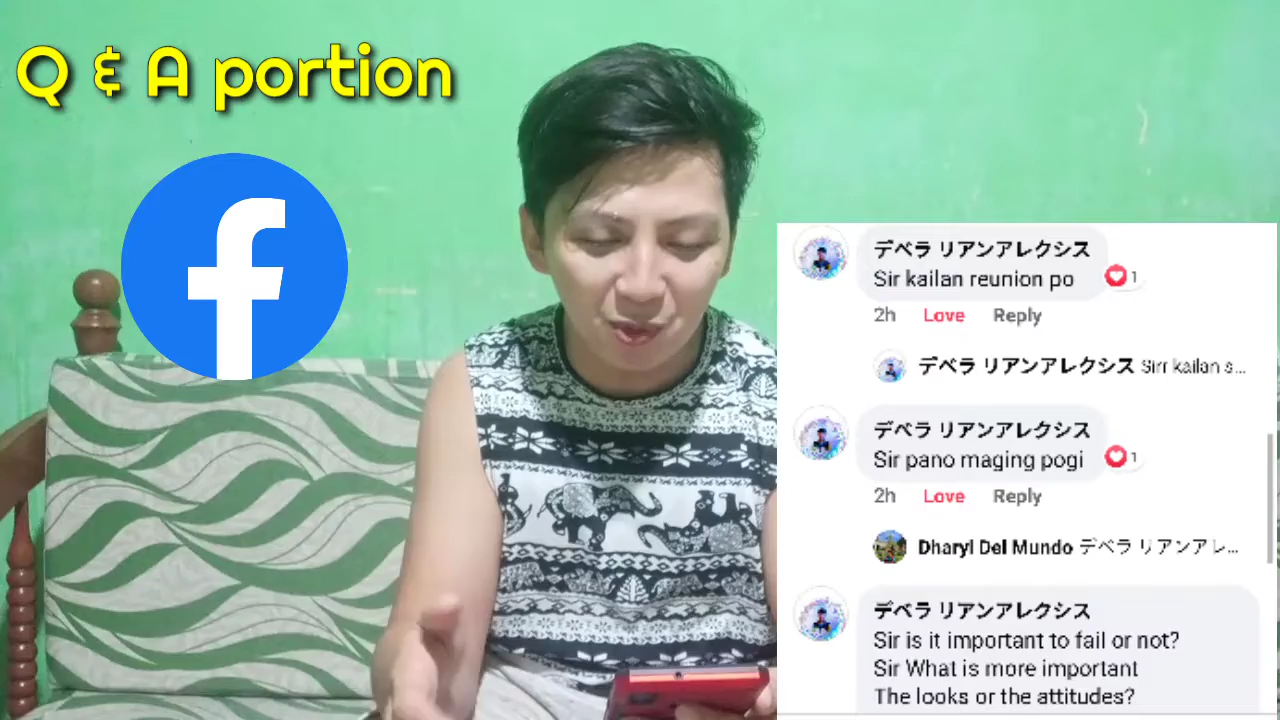 Q & A portion
デベラ リアンアレクシス
Sir kailan reunion po
1
2h Love Reply
デベラ リアンアレクシス Sirr kailan s...
デベラ リアンアレクシス
Sir pano maging pogi
1
2h Love Reply
Dharyl Del Mundo デベラ リアンアレ...
デベラ リアンアレクシス
Sir is it important to fail or not?
Sir What is more important
The looks or the attitudes?